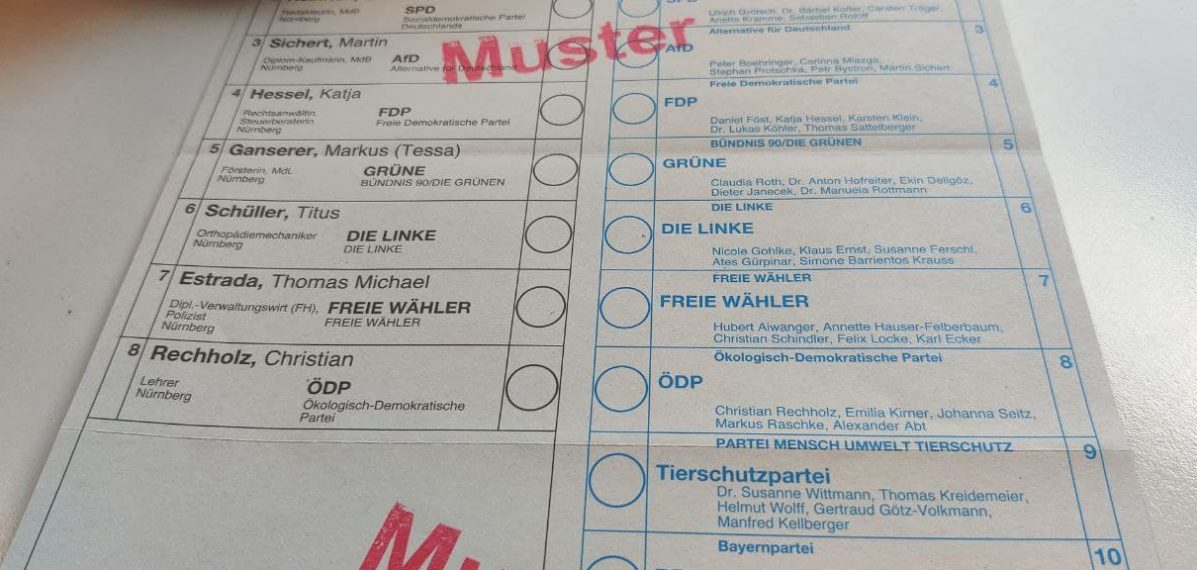 SPD
Nürnberg
Sozialdemokratische Partei
Deutschlands
3 Sichert, Martin
Diplom-Kaufmann, MdB
Nürnberg
AfD
Alternative für Deutschland
4 Hessel, Katja
Rechtsanwältin,
Steuerberaterin
Nürnberg
FDP
Freie Demokratische Partei
5 Ganserer, Markus (Tessa)
Försterin, MdL
Nürnberg
GRÜNE
BÜNDNIS 90/DIE GRÜNEN
6 Schüller, Titus
Orthopädiemechaniker
Nürnberg
DIE LINKE
DIE LINKE
7 Estrada, Thomas Michael
Dipl.-Verwaltungswirt (FH),
Polizist
Nürnberg
FREIE WÄHLER
FREIE WÄHLER
8 Rechholz, Christian
Lehrer
Nürnberg
ÖDP
Ökologisch-Demokratische
Partei
Muster
Ulrich Grötsch, Dr. Bärbel Kofler, Carsten Träger,
Anette Kramme, Sebastian Roloff
Alternative für Deutschland 3
AfD
Peter Boehringer, Corinna Miazga,
Stephan Protschka, Petr Bystron, Martin Sichert
Freie Demokratische Partei 4
FDP
Daniel Föst, Katja Hessel, Karsten Klein,
Dr. Lukas Köhler, Thomas Sattelberger
BÜNDNIS 90/DIE GRÜNEN 5
GRÜNE
Claudia Roth, Dr. Anton Hofreiter, Ekin Deligöz,
Dieter Janecek, Dr. Manuela Rottmann
DIE LINKE 6
DIE LINKE
Nicole Gohlke, Klaus Ernst, Susanne Ferschl,
Ates Gürpinar, Simone Barrientos Krauss
FREIE WÄHLER 7
FREIE WÄHLER
Hubert Aiwanger, Annette Hauser-Felberbaum,
Christian Schindler, Felix Locke, Karl Ecker
Ökologisch-Demokratische Partei 8
ÖDP
Christian Rechholz, Emilia Kirner, Johanna Seitz,
Markus Raschke, Alexander Abt
PARTEI MENSCH UMWELT TIERSCHUTZ 9
Tierschutzpartei
Dr. Susanne Wittmann, Thomas Kreidemeier,
Helmut Wolff, Gertraud Götz-Volkmann,
Manfred Kellberger
Bayernpartei 10